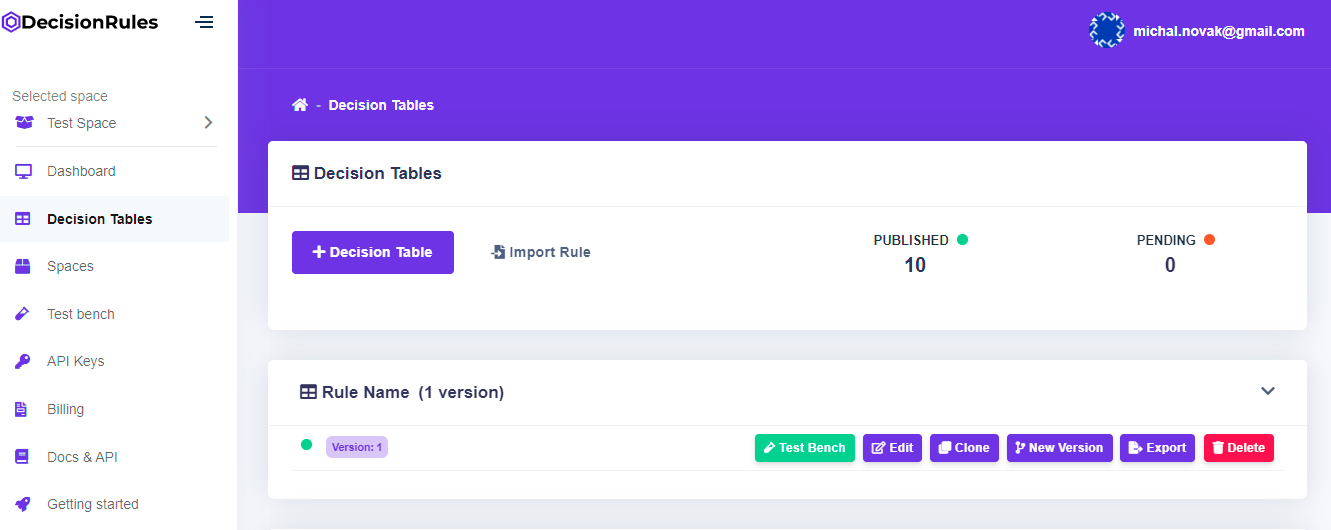 DecisionRules
michal.novak@gmail.com
Selected space
Test Space
Dashboard
Decision Tables
Spaces
Test bench
API Keys
Billing
Docs & API
Getting started
- Decision Tables
Decision Tables
+ Decision Table
Import Rule
PUBLISHED
10
PENDING
0
Rule Name (1 version)
Version: 1
Test Bench
Edit
Clone
New Version
Export
Delete